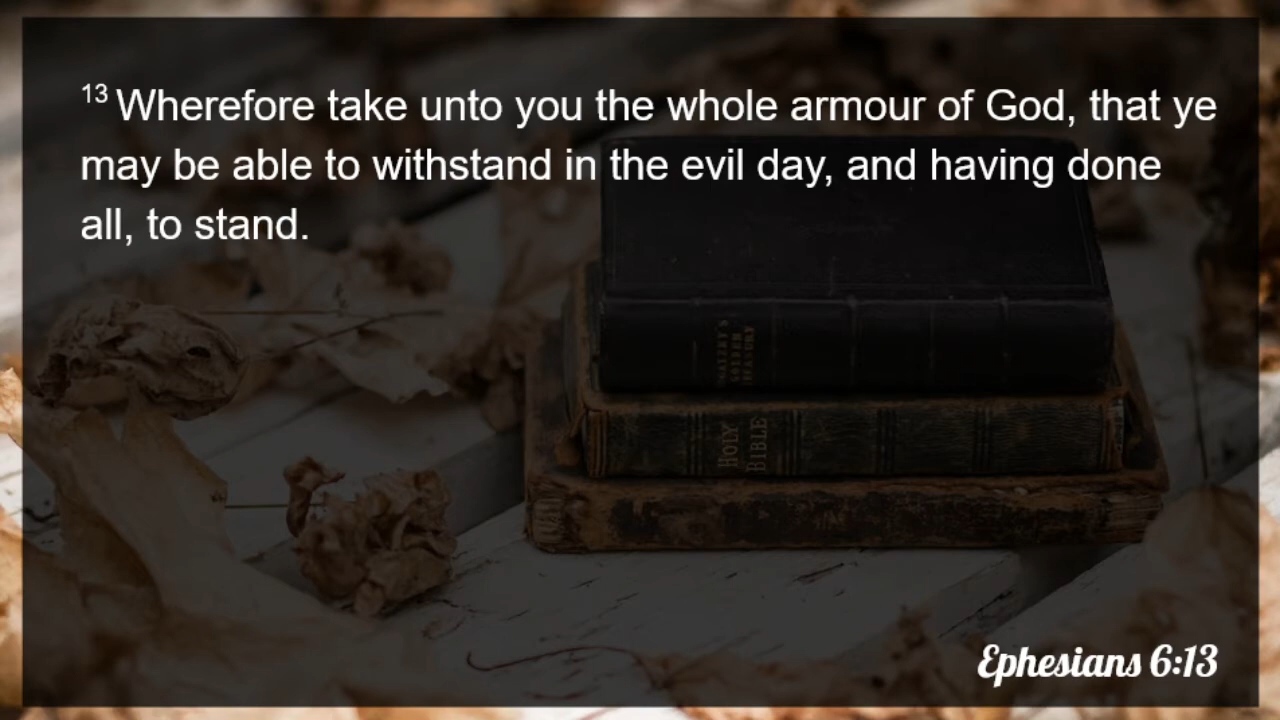 13 Wherefore take unto you the whole armour of God, that ye
may be able to withstand in the evil day, and having done
all, to stand.
HOLY
BIBLE
Ephesians 6:13